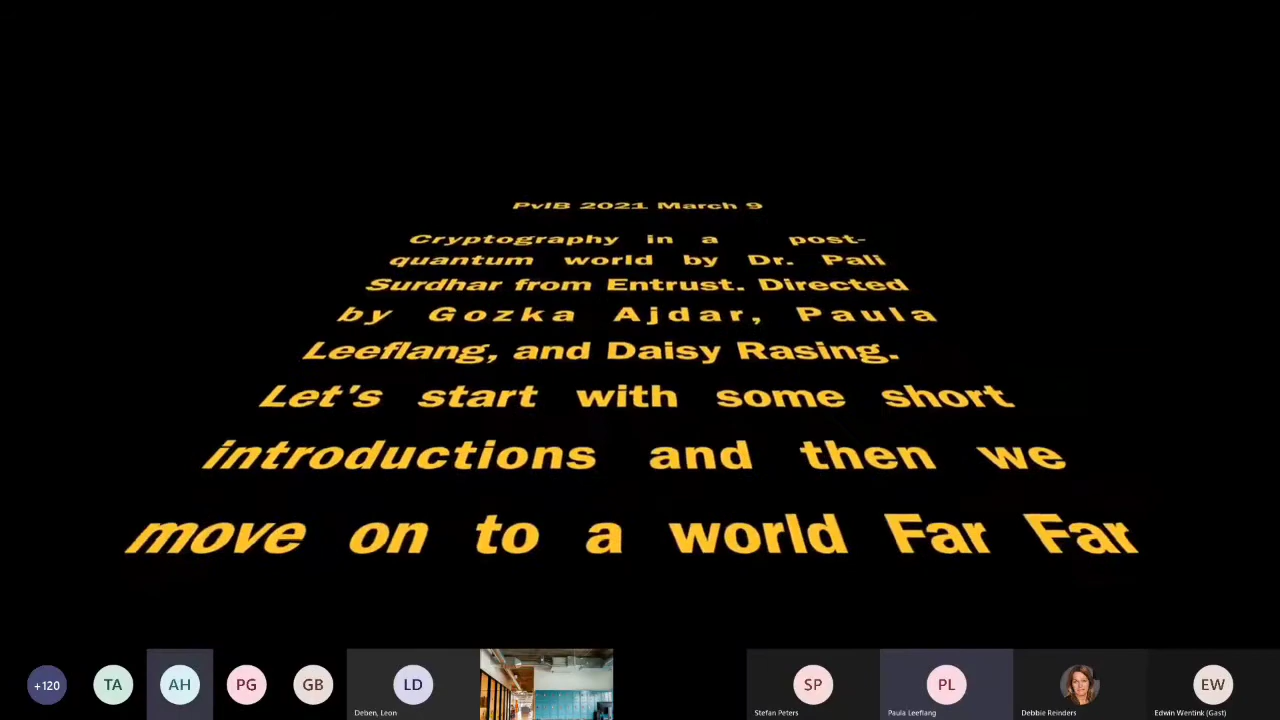 PvIB 2021 March 9
Cryptography in a post-
quantum world by Dr. Pali
Surdhar from Entrust. Directed
by Gozka Ajdar, Paula
Leeflang, and Daisy Rasing.
Let's start with some short
introductions and then we
move on to a world Far Far
+120
TA
AH
PG
GB
LD
SP
PL
EW
Deben, Leon
Stefan Peters
Paula Leeflang
Debbie Reinders
Edwin Wentink (Gast)